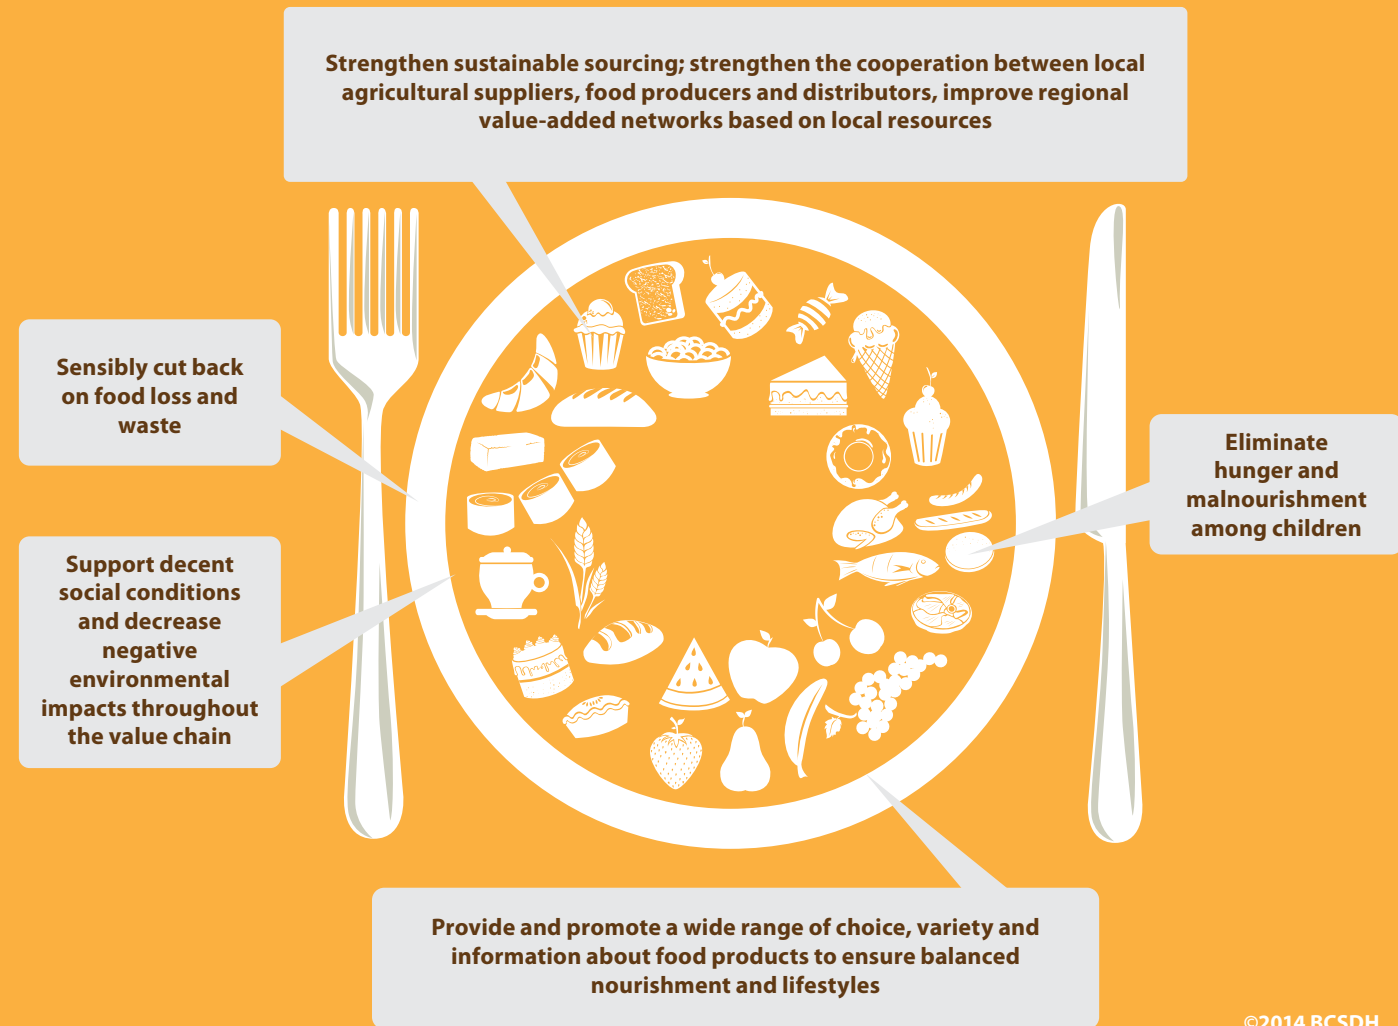 Strengthen sustainable sourcing; strengthen the cooperation between local
agricultural suppliers, food producers and distributors, improve regional
value-added networks based on local resources
Sensibly cut back
on food loss and
waste
Eliminate
hunger and
malnourishment
among children
Support decent
social conditions
and decrease
negative
environmental
impacts throughout
the value chain
Provide and promote a wide range of choice, variety and
information about food products to ensure balanced
nourishment and lifestyles
©2014 BCSDH